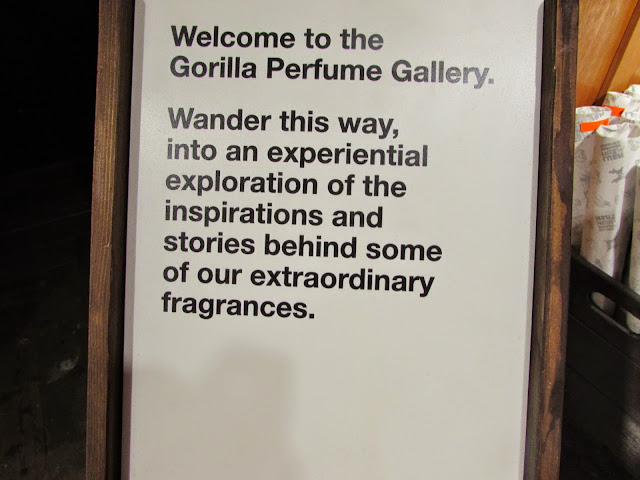 Welcome to the
Gorilla Perfume Gallery.
Wander this way,
into an experiential
exploration of the
inspirations and
stories behind some
of our extraordinary
fragrances.